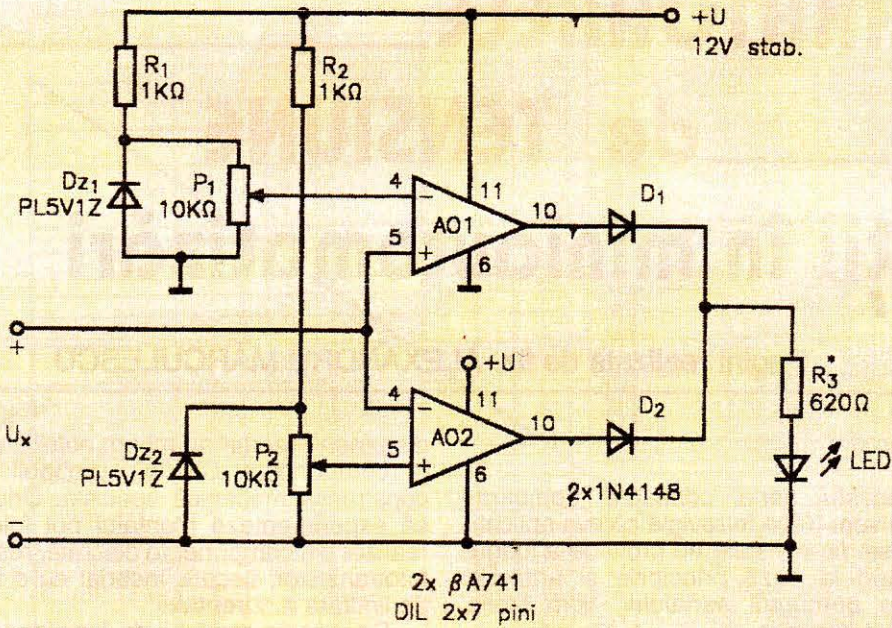 +U
12V stab.
R1
1KΩ
R2
1KΩ
Dz1
PL5V1Z
P1
10KΩ
4
−
11
AO1
10
D1
5
+
6
+
+U
4
−
11
AO2
10
D2
5
+
6
R3*
620Ω
LED
Ux
Dz2
PL5V1Z
P2
10KΩ
2x1N4148
−
2x βA741
DIL 2x7 pini